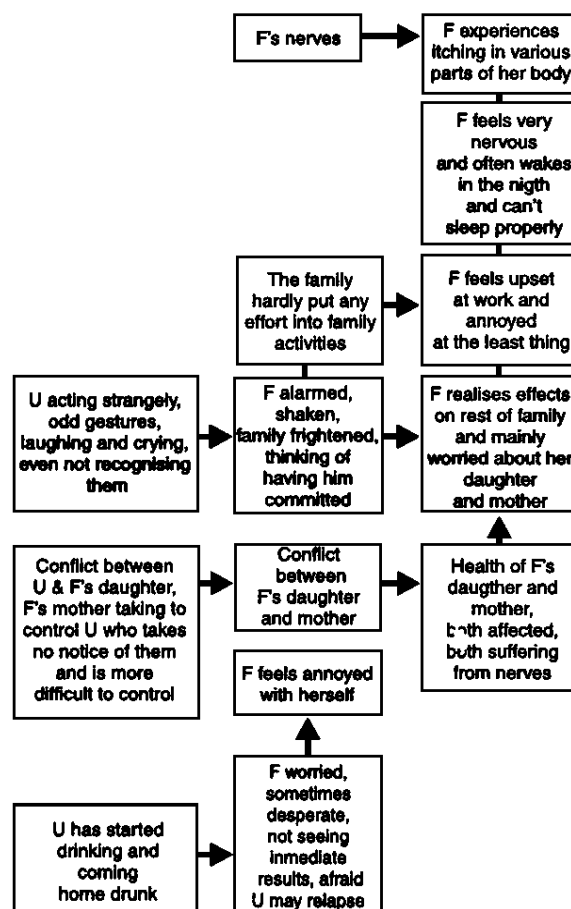 F's nerves
F experiences
itching in various
parts of her body
F feels very
nervous
and often wakes
in the nigth
and can't
sleep properly
The family
hardly put any
effort into family
activities
F feels upset
at work and
annoyed
at the least thing
U acting strangely,
odd gestures,
laughing and crying,
even not recognising
them
F alarmed,
shaken,
family frightened,
thinking of
having him
committed
F realises effects
on rest of family
and mainly
worried about her
daughter
and mother
Conflict between
U & F's daughter,
F's mother taking to
control U who takes
no notice of them
and is more
difficult to control
Conflict
between
F's daughter
and mother
Health of F's
daugther and
mother,
both affected,
both suffering
from nerves
F feels annoyed
with herself
U has started
drinking and
coming
home drunk
F worried,
sometimes
desperate,
not seeing
inmediate
results, afraid
U may relapse